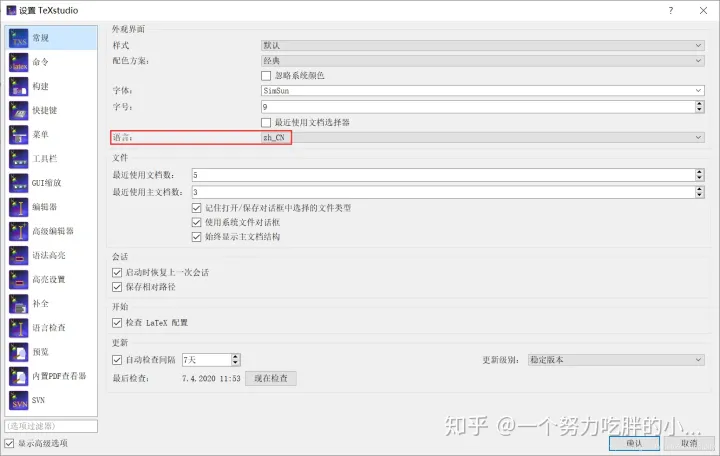 设置 TeXstudio
常规
命令
构建
快捷键
菜单
工具栏
GUI缩放
编辑器
高级编辑器
语法高亮
高亮设置
补全
语言检查
预览
内置PDF查看器
SVN
(选项过滤器)
显示高级选项
外观界面
样式 默认
配色方案: 经典
忽略系统颜色
字体: SimSun
字号: 9
最近使用文档选择器
语言: zh_CN
文件
最近使用文档数: 5
最近使用主文档数: 3
记住打开/保存对话框中选择的文件类型
使用系统文件对话框
始终显示主文档结构
会话
启动时恢复上一次会话
保存相对路径
开始
检查 LaTeX 配置
更新
自动检查间隔 7天 更新级别: 稳定版本
最后检查: 7.4.2020 11:53 现在检查
知乎 @一个努力吃胖的小...
确认 取消